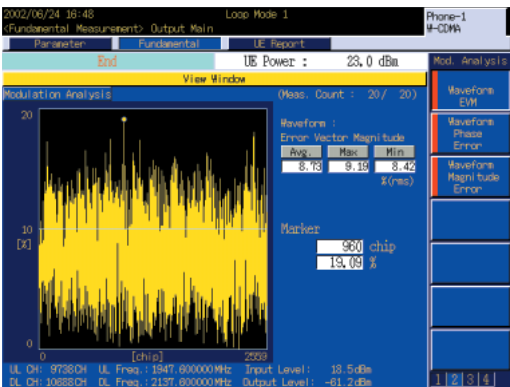 2002/06/24 16:48 Loop Mode 1 Phone-1
<Fundamental Measurement> Output Main W-CDMA
Parameter Fundamental UE Report
End UE Power : 23.0 dBm Mod. Analysis
View Window
Modulation Analysis (Meas. Count : 20/ 20)
Waveform
EVM
Waveform
Phase
Error
Waveform
Magnitude
Error
20
10
[%]
0
0 [chip] 2559
Waveform :
Error Vector Magnitude
Avg. Max Min
8.73 9.19 8.42
%(rms)
Marker
960 chip
19.09 %
UL CH: 9738CH UL Freq.: 1947.600000MHz Input Level: 18.5dBm
DL CH: 10688CH DL Freq.: 2137.600000MHz Output Level: -61.2dBm
1 2 3 4